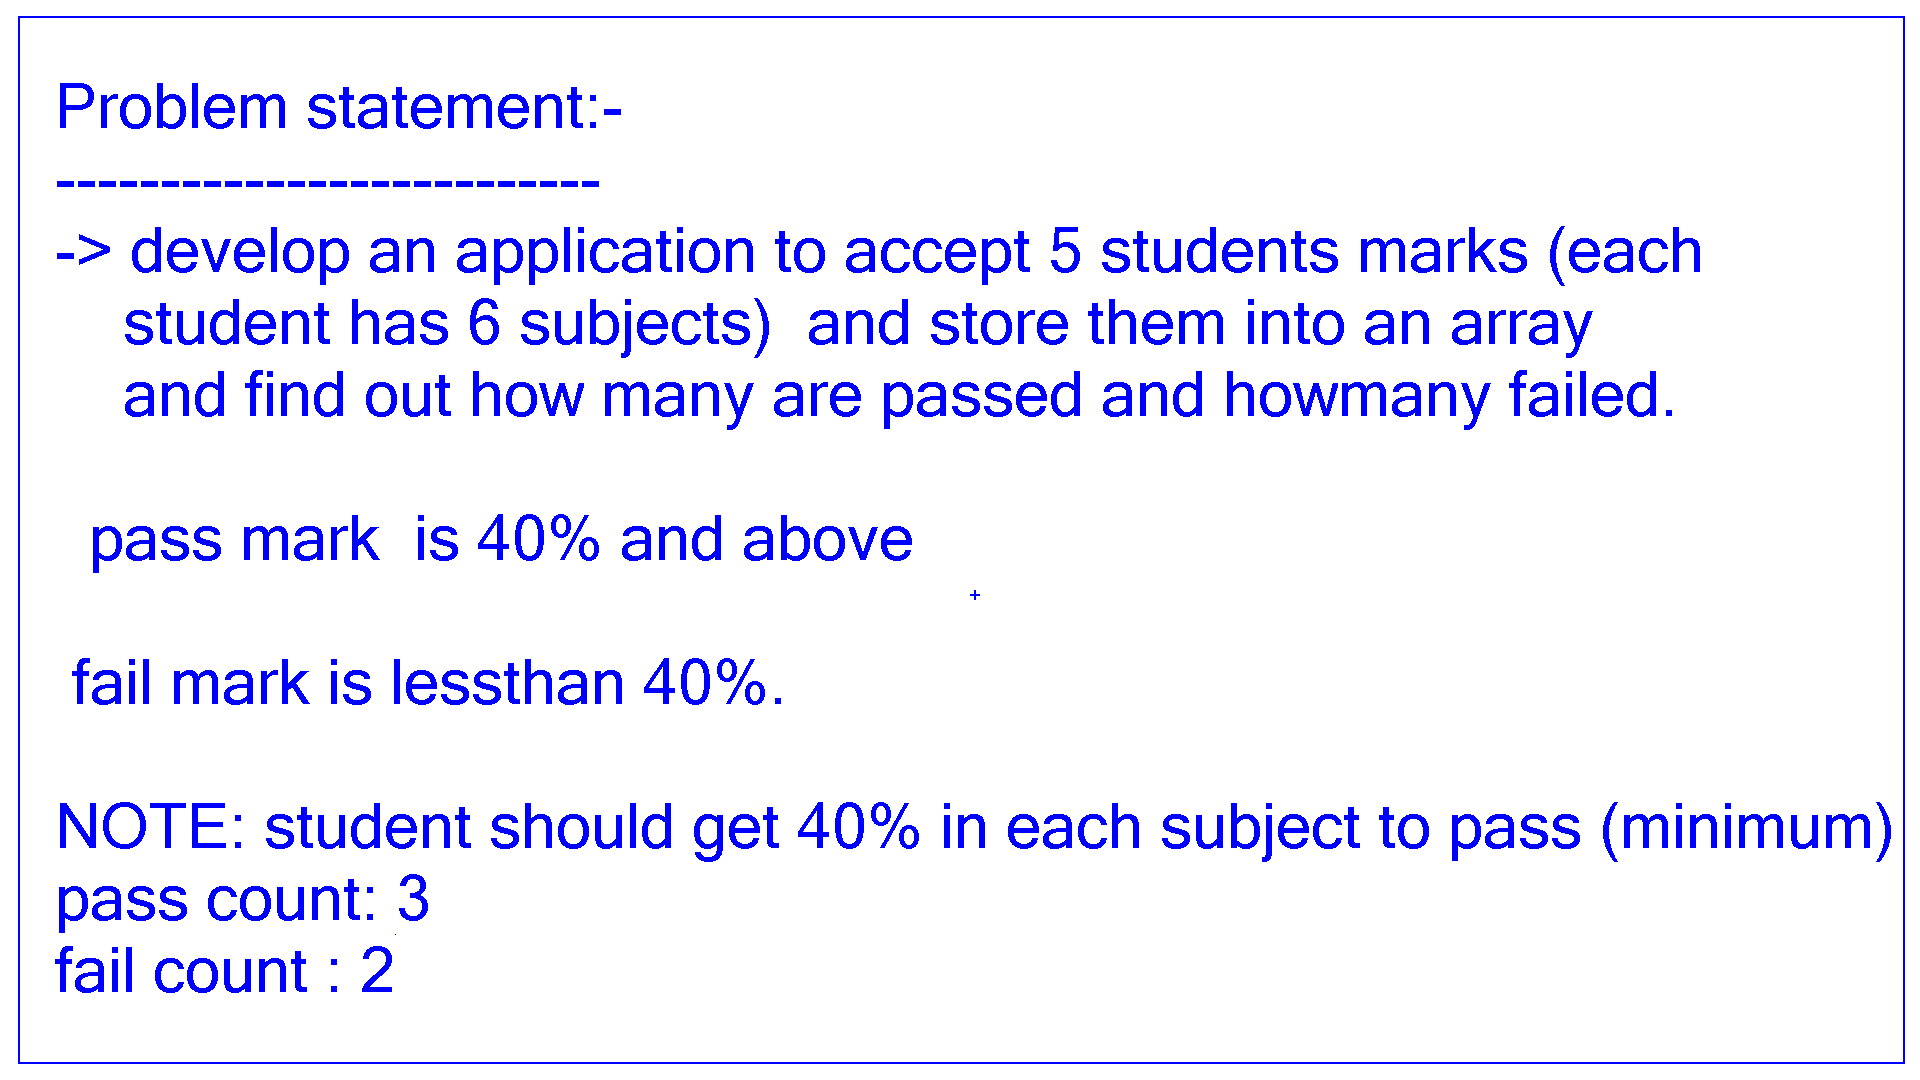 Problem statement:-
--------------------------
-> develop an application to accept 5 students marks (each
student has 6 subjects)  and store them into an array
and find out how many are passed and howmany failed.
pass mark  is 40% and above
fail mark is lessthan 40%.
NOTE: student should get 40% in each subject to pass (minimum)
pass count: 3
fail count : 2